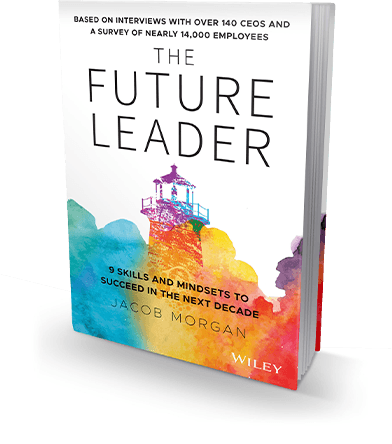 BASED ON INTERVIEWS WITH OVER 140 CEOS AND
A SURVEY OF NEARLY 14,000 EMPLOYEES
THE
FUTURE
LEADER
9 SKILLS AND MINDSETS TO
SUCCEED IN THE NEXT DECADE
JACOB MORGAN
WILEY